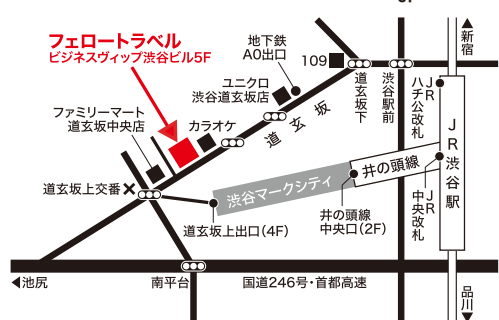 ▲新宿
フェロートラベル
ビジネスヴィップ渋谷ビル5F
地下鉄
A0出口
109
ユニクロ
渋谷道玄坂店
道玄坂下
渋谷駅前
JR
ハチ公改札
ファミリーマート
道玄坂中央店
カラオケ
道玄坂
JR渋谷駅
井の頭線
渋谷マークシティ
道玄坂上交番
JR
中央改札
井の頭線
中央口(2F)
道玄坂上出口(4F)
◀池尻
南平台
国道246号・首都高速
品川▼